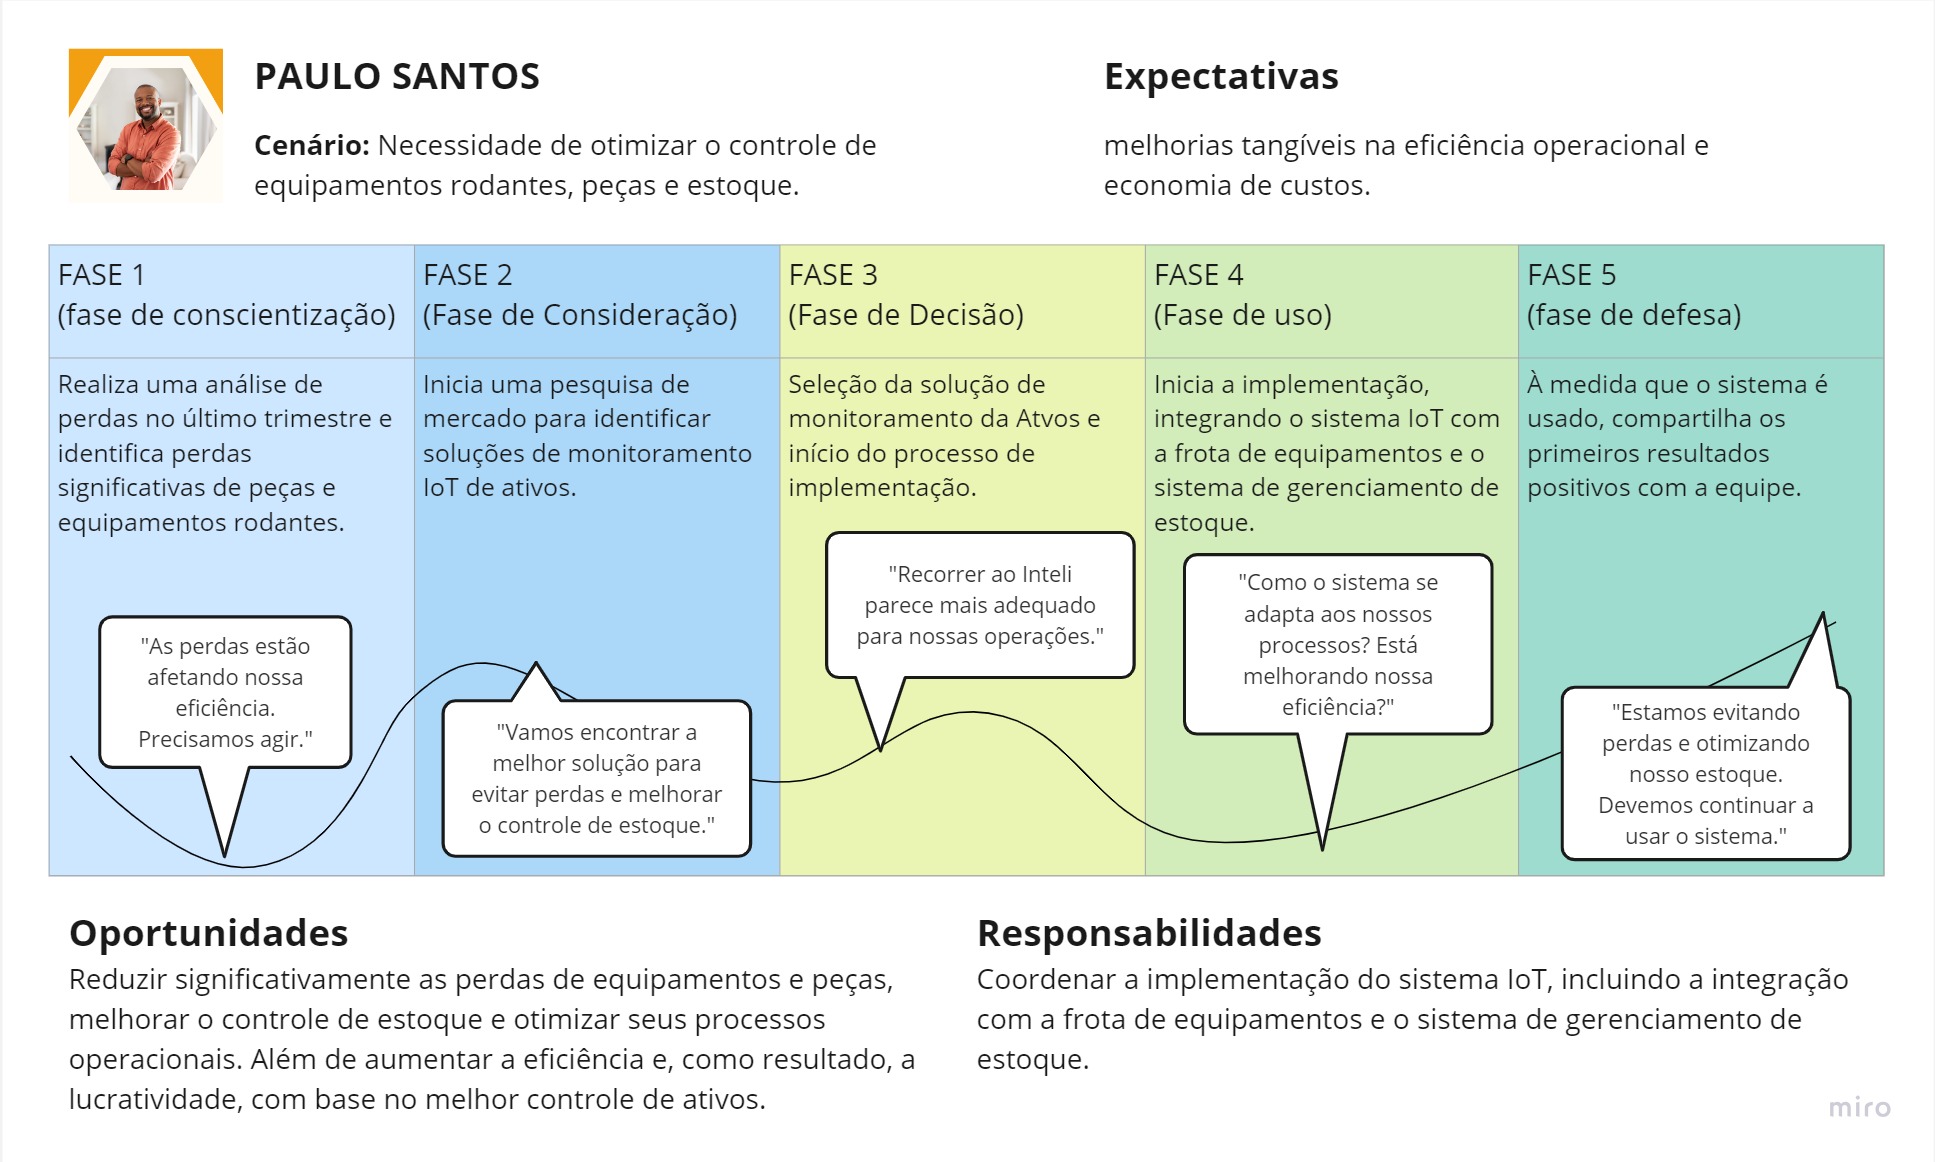 PAULO SANTOS
Cenário: Necessidade de otimizar o controle de
equipamentos rodantes, peças e estoque.
Expectativas
melhorias tangíveis na eficiência operacional e
economia de custos.
FASE 1
(fase de conscientização)
Realiza uma análise de
perdas no último trimestre e
identifica perdas
significativas de peças e
equipamentos rodantes.
"As perdas estão
afetando nossa
eficiência.
Precisamos agir."
FASE 2
(Fase de Consideração)
Inicia uma pesquisa de
mercado para identificar
soluções de monitoramento
IoT de ativos.
"Vamos encontrar a
melhor solução para
evitar perdas e melhorar
o controle de estoque."
FASE 3
(Fase de Decisão)
Seleção da solução de
monitoramento da Atvos e
início do processo de
implementação.
"Recorrer ao Inteli
parece mais adequado
para nossas operações."
FASE 4
(Fase de uso)
Inicia a implementação,
integrando o sistema IoT com
a frota de equipamentos e o
sistema de gerenciamento de
estoque.
"Como o sistema se
adapta aos nossos
processos? Está
melhorando nossa
eficiência?"
FASE 5
(fase de defesa)
À medida que o sistema é
usado, compartilha os
primeiros resultados
positivos com a equipe.
"Estamos evitando
perdas e otimizando
nosso estoque.
Devemos continuar a
usar o sistema."
Oportunidades
Reduzir significativamente as perdas de equipamentos e peças,
melhorar o controle de estoque e otimizar seus processos
operacionais. Além de aumentar a eficiência e, como resultado, a
lucratividade, com base no melhor controle de ativos.
Responsabilidades
Coordenar a implementação do sistema IoT, incluindo a integração
com a frota de equipamentos e o sistema de gerenciamento de
estoque.
miro